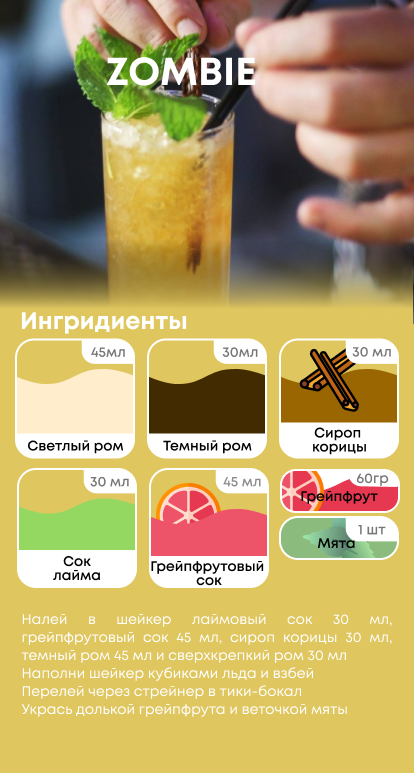 ZOMBIE
Ингридиенты
45мл
30мл
30 мл
Светлый ром
Темный ром
Сироп
корицы
30 мл
45 мл
60гр
Грейпфрут
1 шт
Мята
Сок
лайма
Грейпфрутовый
сок
Налей в шейкер лаймовый сок 30 мл,
грейпфрутовый сок 45 мл, сироп корицы 30 мл,
темный ром 45 мл и сверхкрепкий ром 30 мл
Наполни шейкер кубиками льда и взбей
Перелей через стрейнер в тики-бокал
Укрась долькой грейпфрута и веточкой мяты